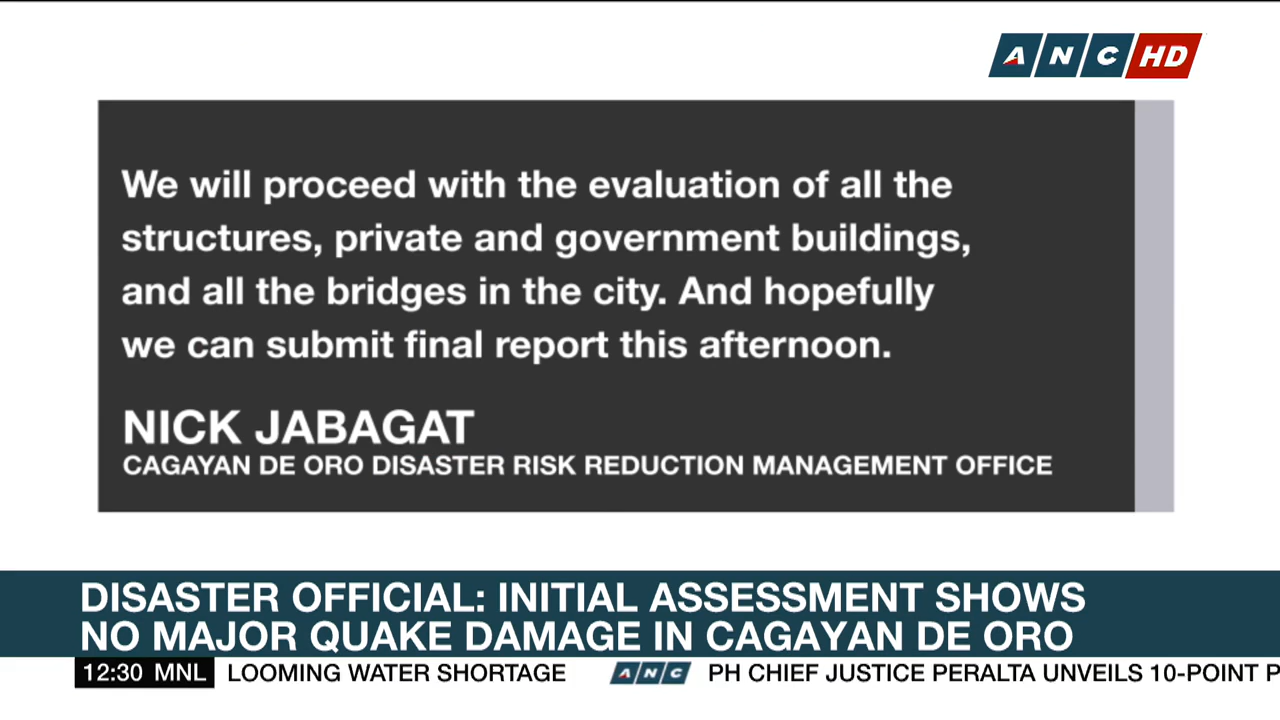 ANC HD
We will proceed with the evaluation of all the
structures, private and government buildings,
and all the bridges in the city. And hopefully
we can submit final report this afternoon.
NICK JABAGAT
CAGAYAN DE ORO DISASTER RISK REDUCTION MANAGEMENT OFFICE
DISASTER OFFICIAL: INITIAL ASSESSMENT SHOWS
NO MAJOR QUAKE DAMAGE IN CAGAYAN DE ORO
12:30 MNL LOOMING WATER SHORTAGE ANC PH CHIEF JUSTICE PERALTA UNVEILS 10-POINT P